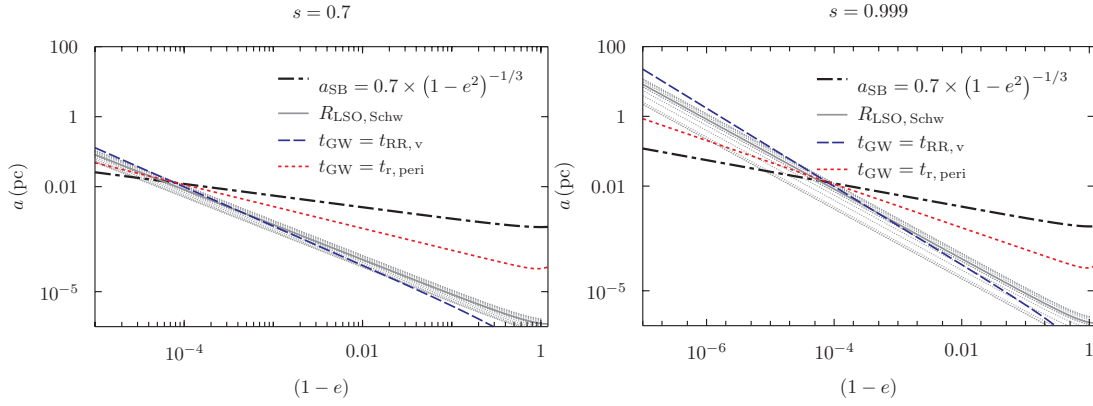 s = 0.7
100
1
0.01
10⁻⁵
a (pc)
a_SB = 0.7 × (1 − e²)^{−1/3}
R_LSO, Schw
t_GW = t_RR, v
t_GW = t_r, peri
10⁻⁴
0.01
1
(1 − e)
s = 0.999
100
1
0.01
10⁻⁵
a (pc)
a_SB = 0.7 × (1 − e²)^{−1/3}
R_LSO, Schw
t_GW = t_RR, v
t_GW = t_r, peri
10⁻⁶
10⁻⁴
0.01
1
(1 − e)